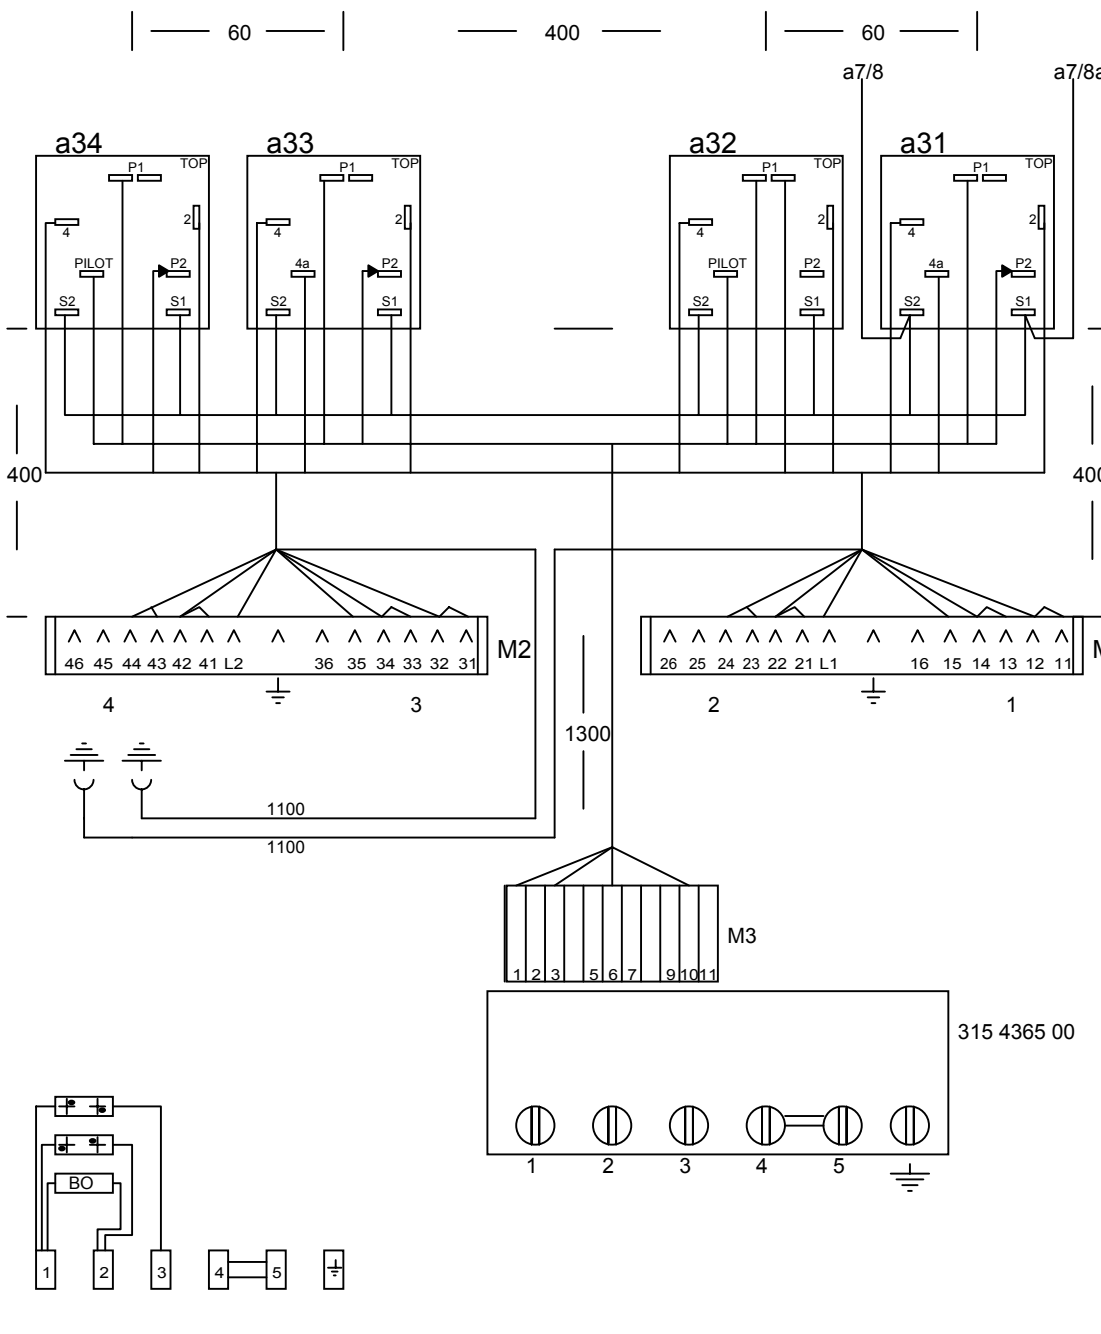 60 400 60
a7/8 a7/8a
a34 a33 a32 a31
P1 TOP P1 TOP P1 TOP P1 TOP
4 2 4 2 4 2 4 2
PILOT P2 4a P2 PILOT P2 4a P2
S2 S1 S2 S1 S2 S1 S2 S1
400 400
46 45 44 43 42 41 L2 36 35 34 33 32 31 M2
26 25 24 23 22 21 L1 16 15 14 13 12 11
4 3 2 1
1300
1100
1100
M3
1 2 3 5 6 7 9 10 11
315 4365 00
1 2 3 4 5
BO
1 2 3 4 5